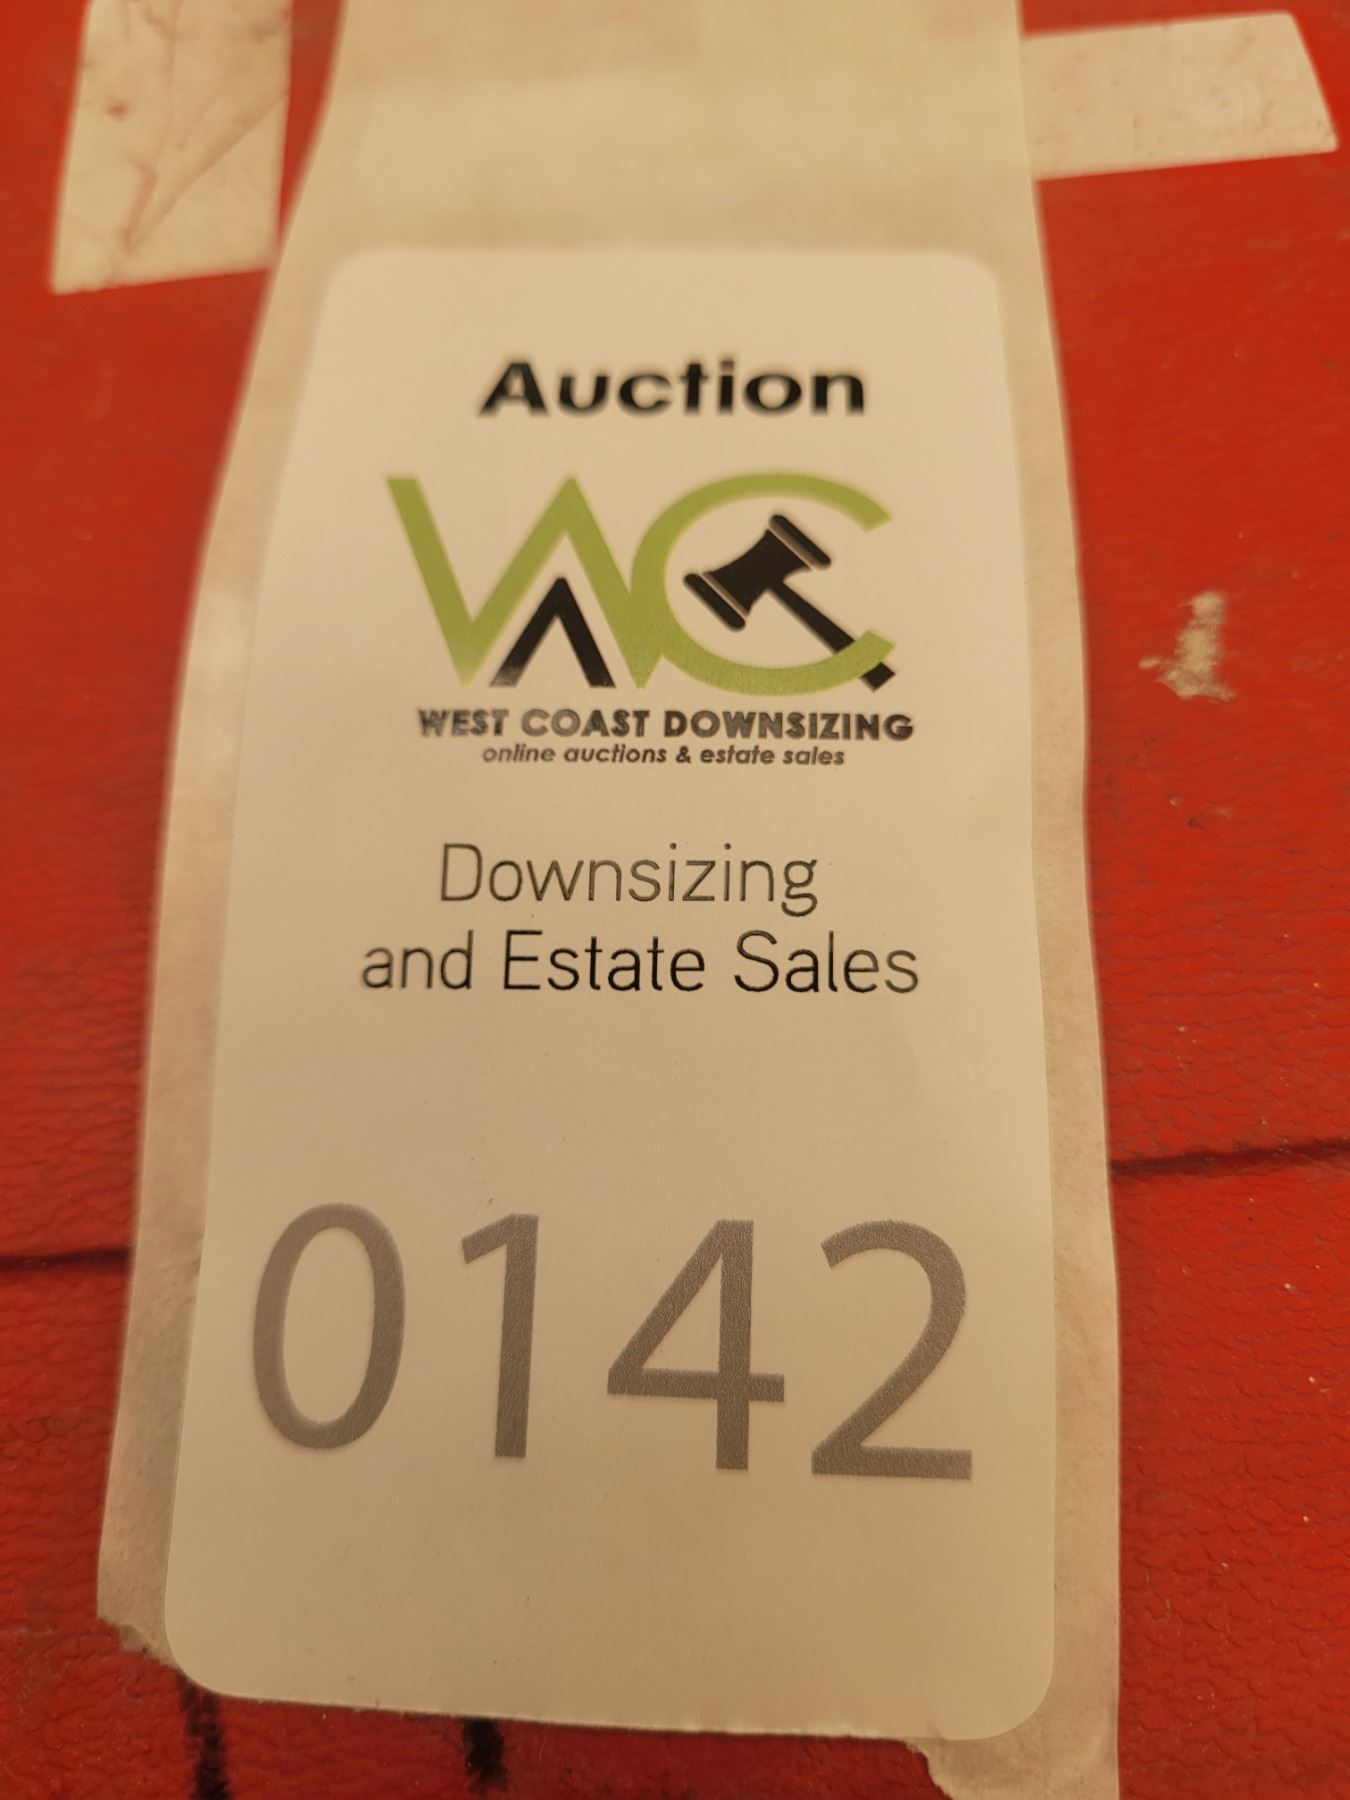 Auction
WC
WEST COAST DOWNSIZING
online auctions & estate sales
Downsizing
and Estate Sales
0142